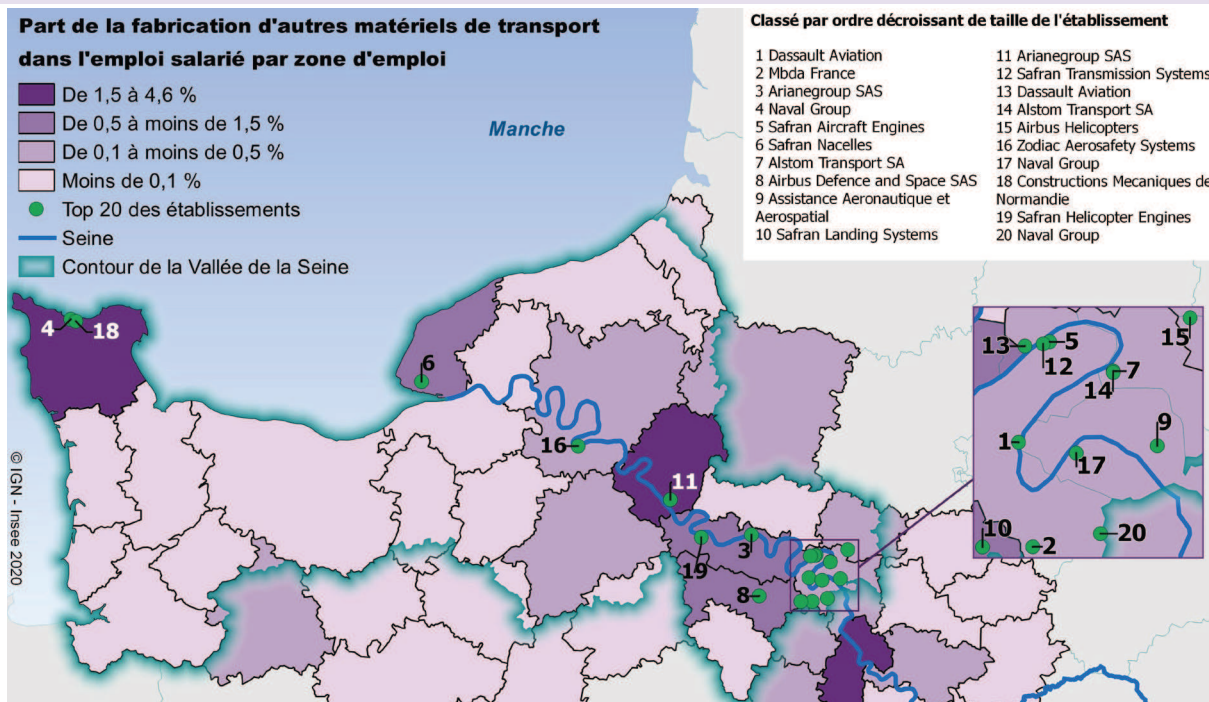 Part de la fabrication d'autres matériels de transport
dans l'emploi salarié par zone d'emploi
De 1,5 à 4,6 %
De 0,5 à moins de 1,5 %
De 0,1 à moins de 0,5 %
Moins de 0,1 %
Top 20 des établissements
Seine
Contour de la Vallée de la Seine
Manche
Classé par ordre décroissant de taille de l'établissement
1 Dassault Aviation
2 Mbda France
3 Arianegroup SAS
4 Naval Group
5 Safran Aircraft Engines
6 Safran Nacelles
7 Alstom Transport SA
8 Airbus Defence and Space SAS
9 Assistance Aeronautique et
Aerospatial
10 Safran Landing Systems
11 Arianegroup SAS
12 Safran Transmission Systems
13 Dassault Aviation
14 Alstom Transport SA
15 Airbus Helicopters
16 Zodiac Aerosafety Systems
17 Naval Group
18 Constructions Mecaniques de
Normandie
19 Safran Helicopter Engines
20 Naval Group
4
18
6
16
11
19
3
8
13
12
5
15
7
14
1
17
9
10
2
20
© IGN - Insee 2020